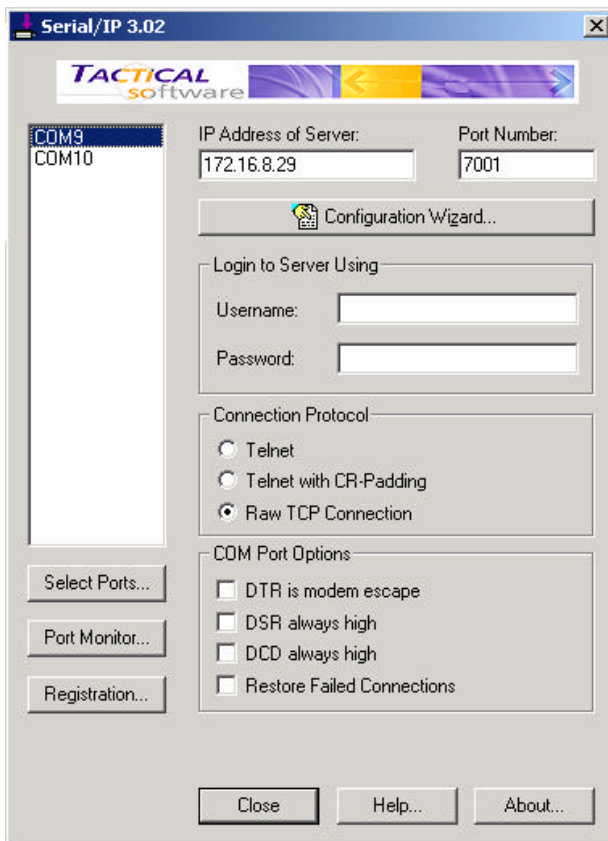 Serial/IP 3.02
TACTiCAL
software
COM9
COM10
IP Address of Server:
Port Number:
172.16.8.29
7001
Configuration Wizard...
Login to Server Using
Username:
Password:
Connection Protocol
Telnet
Telnet with CR-Padding
Raw TCP Connection
COM Port Options
DTR is modem escape
DSR always high
DCD always high
Restore Failed Connections
Select Ports...
Port Monitor...
Registration...
Close
Help...
About...